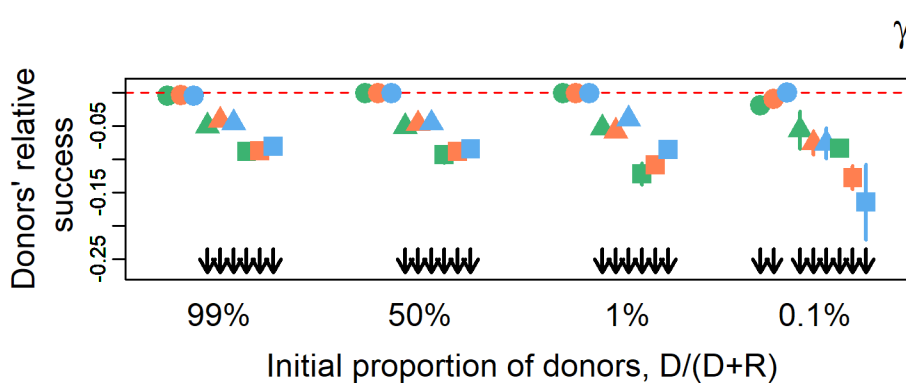 γ
Donors' relative
success
-0.05
-0.15
-0.25
99% 50% 1% 0.1%
Initial proportion of donors, D/(D+R)